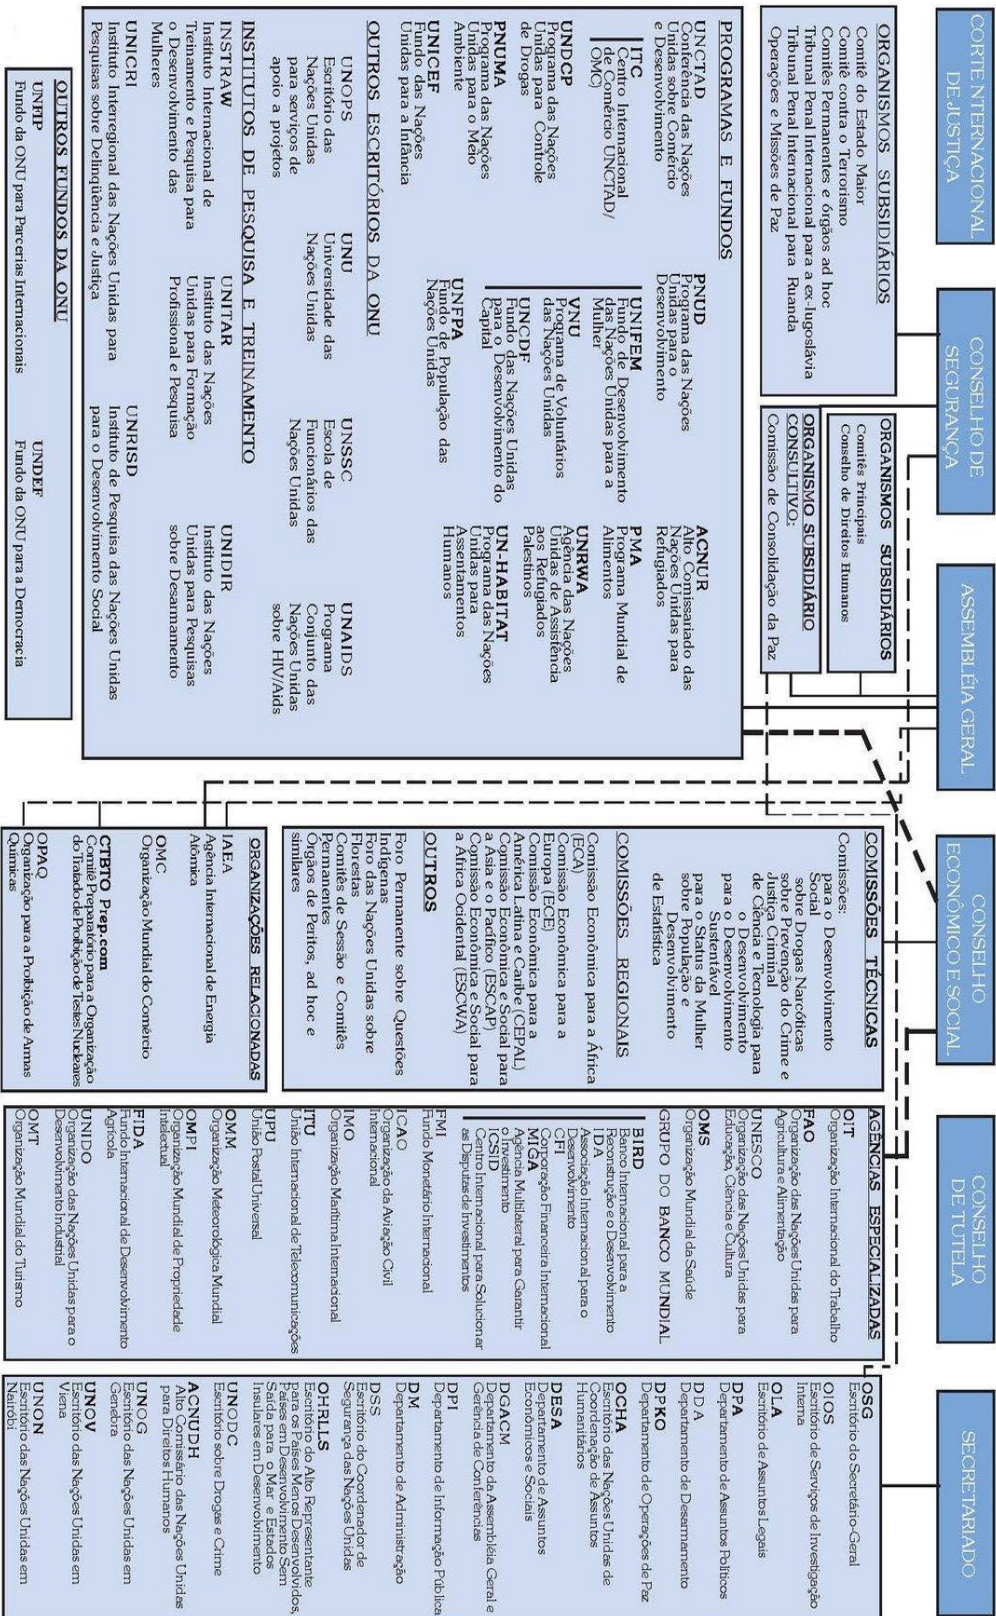 CORTE INTERNACIONAL
DE JUSTIÇA
CONSELHO DE
SEGURANÇA
ASSEMBLÉIA GERAL
CONSELHO
ECONÔMICO E SOCIAL
CONSELHO
DE TUTELA
SECRETARIADO
ORGANISMOS SUBSIDIÁRIOS
Comitê do Estado Maior
Comitê contra o Terrorismo
Comitês Permanentes e órgãos ad hoc
Tribunal Penal Internacional para a ex-Iugoslávia
Tribunal Penal Internacional para Ruanda
Operações e Missões de Paz
ORGANISMOS SUBSIDIÁRIOS
Comitês Principais
Conselho de Direitos Humanos
ORGANISMO SUBSIDIÁRIO
CONSULTIVO:
Comissão de Consolidação da Paz
PROGRAMAS E FUNDOS
UNCTAD
Conferência das Nações
Unidas sobre Comércio
e Desenvolvimento
ITC
Centro Internacional
de Comércio UNCTAD/
OMC)
UNDCP
Programa das Nações
Unidas para Controle
de Drogas
PNUMA
Programa das Nações
Unidas para o Meio
Ambiente
UNICEF
Fundo das Nações
Unidas para a Infância
PNUD
Programa das Nações
Unidas para o
Desenvolvimento
UNIFEM
Fundo de Desenvolvimento
das Nações Unidas para a
Mulher
VNU
Programa de Voluntários
das Nações Unidas
UNCDF
Fundo das Nações Unidas
para o Desenvolvimento do
Capital
UNFPA
Fundo de População das
Nações Unidas
ACNUR
Alto Comissariado das
Nações Unidas para
Refugiados
PMA
Programa Mundial de
Alimentos
UNRWA
Agência das Nações
Unidas de Assistência
aos Refugiados
Palestinos
UN-HABITAT
Programa das Nações
Unidas para
Assentamentos
Humanos
OUTROS ESCRITÓRIOS DA ONU
UNOPS
Escritório das
Nações Unidas
para serviços de
apoio a projetos
UNU
Universidade das
Nações Unidas
UNSSC
Escola de
Funcionários das
Nações Unidas
UNAIDS
Programa
Conjunto das
Nações Unidas
sobre HIV/Aids
INSTITUTOS DE PESQUISA E TREINAMENTO
INSTRAW
Instituto Internacional de
Treinamento e Pesquisa para
o Desenvolvimento das
Mulheres
UNITAR
Instituto das Nações
Unidas para Formação
Profissional e Pesquisa
UNIDIR
Instituto das Nações
Unidas para Pesquisas
sobre Desarmamento
UNICRI
Instituto Interregional das Nações Unidas para
Pesquisas sobre Delinqüência e Justiça
UNRISD
Instituto de Pesquisa das Nações Unidas
para o Desenvolvimento Social
OUTROS FUNDOS DA ONU
UNFIP
Fundo da ONU para Parcerias Internacionais
UNDEF
Fundo da ONU para a Democracia
COMISSÕES TÉCNICAS
Comissões:
para o Desenvolvimento
Social
sobre Drogas Narcóticas
sobre Prevenção do Crime e
Justiça Criminal
de Ciência e Tecnologia para
o Desenvolvimento
para o Desenvolvimento
Sustentável
para o Status da Mulher
sobre População e
Desenvolvimento
de Estatística
COMISSÕES REGIONAIS
Comissão Econômica para a África
(ECA)
Comissão Econômica para a
Europa (ECE)
Comissão Econômica para a
América Latina e Caribe (CEPAL)
Comissão Econômica e Social para
a Ásia e o Pacífico (ESCAP)
Comissão Econômica e Social para
a África Ocidental (ESCWA)
OUTROS
Foro Permanente sobre Questões
Indígenas
Foro das Nações Unidas sobre
Florestas
Comitês de Sessão e Comitês
Permanentes
Órgãos de Peritos, ad hoc e
similares
ORGANIZAÇÕES RELACIONADAS
IAEA
Agência Internacional de Energia
Atômica
OMC
Organização Mundial do Comércio
CTBTO Prep.com
Comitê Preparatório para a Organização
do Tratado de Proibição de Testes Nucleares
OPAQ
Organização para a Proibição de Armas
Químicas
AGÊNCIAS ESPECIALIZADAS
OIT
Organização Internacional do Trabalho
FAO
Organização das Nações Unidas para
Agricultura e Alimentação
UNESCO
Organização das Nações Unidas para
Educação, Ciência e Cultura
OMS
Organização Mundial da Saúde
GRUPO DO BANCO MUNDIAL
BIRD
Banco Internacional para a
Reconstrução e o Desenvolvimento
IDA
Associação Internacional para o
Desenvolvimento
CFI
Corporação Financeira Internacional
MIGA
Agência Multilateral para Garantir
o Investimento
ICSID
Centro Internacional para Solucionar
as Disputas de Investimentos
FMI
Fundo Monetário Internacional
ICAO
Organização da Aviação Civil
Internacional
IMO
Organização Marítima Internacional
ITU
União Internacional de Telecomunicações
UPU
União Postal Universal
OMM
Organização Meteorológica Mundial
OMPI
Organização Mundial de Propriedade
Intelectual
FIDA
Fundo Internacional de Desenvolvimento
Agrícola
UNIDO
Organização das Nações Unidas para o
Desenvolvimento Industrial
OMT
Organização Mundial do Turismo
OSG
Escritório do Secretário-Geral
OIOS
Escritório de Serviços de Investigação
Interna
OLA
Escritório de Assuntos Legais
DPA
Departamento de Assuntos Políticos
DDA
Departamento de Desarmamento
DPKO
Departamento de Operações de Paz
OCHA
Escritório das Nações Unidas de
Coordenação de Assuntos
Humanitários
DESA
Departamento de Assuntos
Econômicos e Sociais
DGACM
Departamento da Assembléia Geral e
Gerência de Conferências
DPI
Departamento de Informação Pública
DM
Departamento de Administração
DSS
Escritório do Coordenador de
Segurança das Nações Unidas
OHRLLS
Escritório do Alto Representante
para os Países Menos Desenvolvidos,
Países em Desenvolvimento Sem
Saída para o Mar e Estados
Insulares em Desenvolvimento
UNODC
Escritório sobre Drogas e Crime
ACNUDH
Alto Comissário das Nações Unidas
para Direitos Humanos
UNOG
Escritório das Nações Unidas em
Genebra
UNOV
Escritório das Nações Unidas em
Viena
UNON
Escritório das Nações Unidas em
Nairóbi